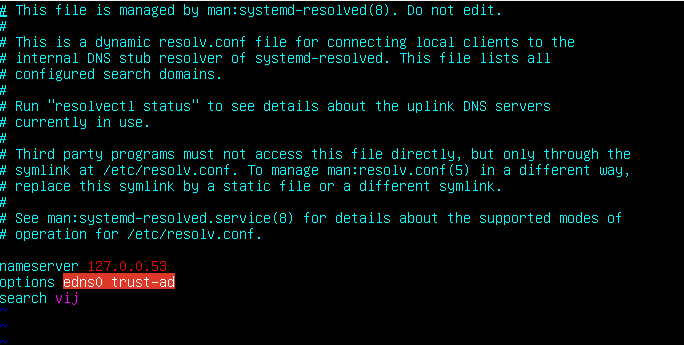 # This file is managed by man:systemd-resolved(8). Do not edit.
#
# This is a dynamic resolv.conf file for connecting local clients to the
# internal DNS stub resolver of systemd-resolved. This file lists all
# configured search domains.
#
# Run "resolvectl status" to see details about the uplink DNS servers
# currently in use.
#
# Third party programs must not access this file directly, but only through the
# symlink at /etc/resolv.conf. To manage man:resolv.conf(5) in a different way,
# replace this symlink by a static file or a different symlink.
#
# See man:systemd-resolved.service(8) for details about the supported modes of
# operation for /etc/resolv.conf.

nameserver 127.0.0.53
options edns0 trust-ad
search vij
~
~
~